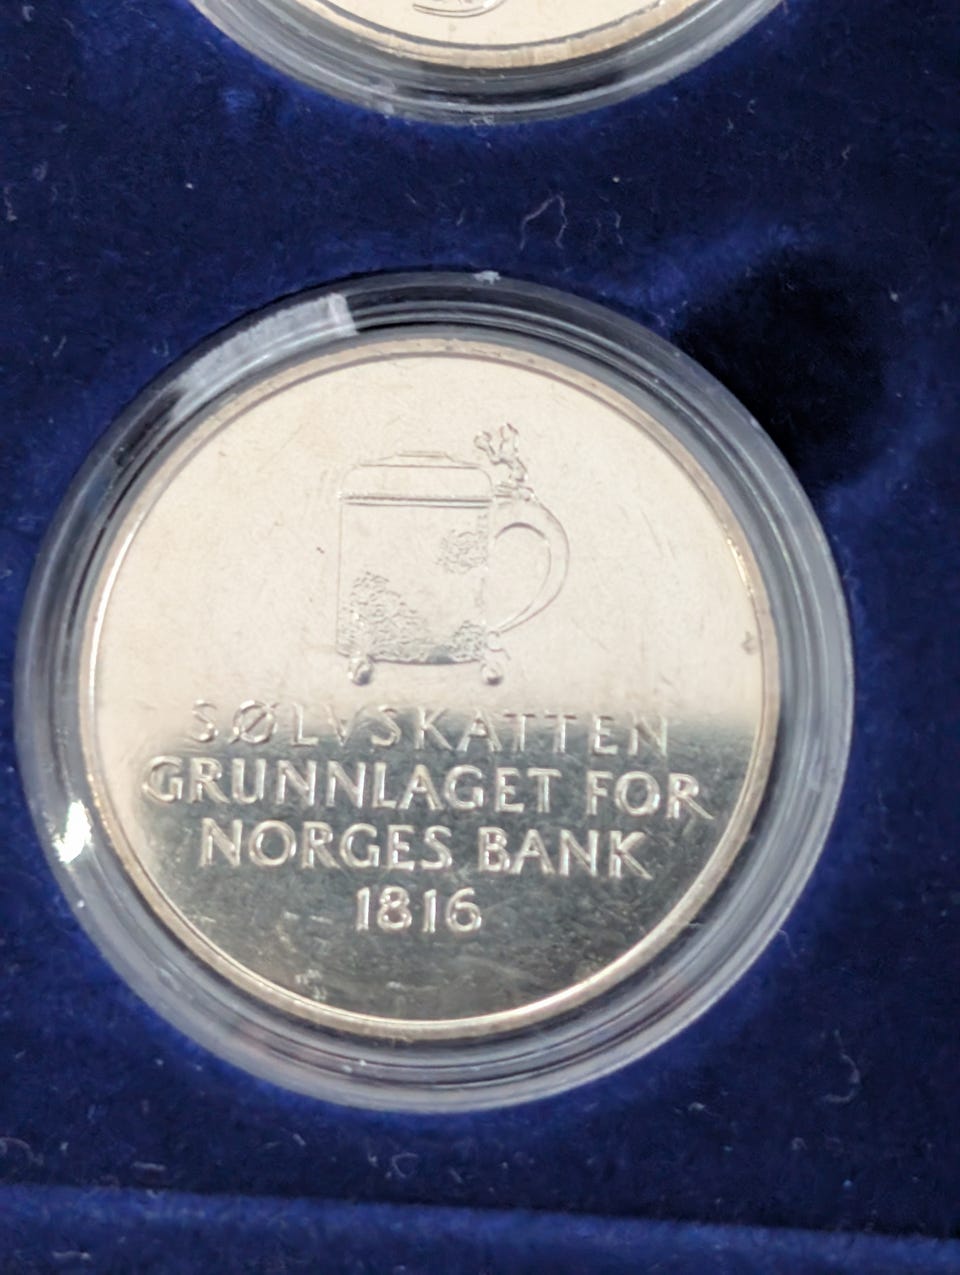 SØLVSKATTEN
GRUNNLAGET FOR
NORGES BANK
1816